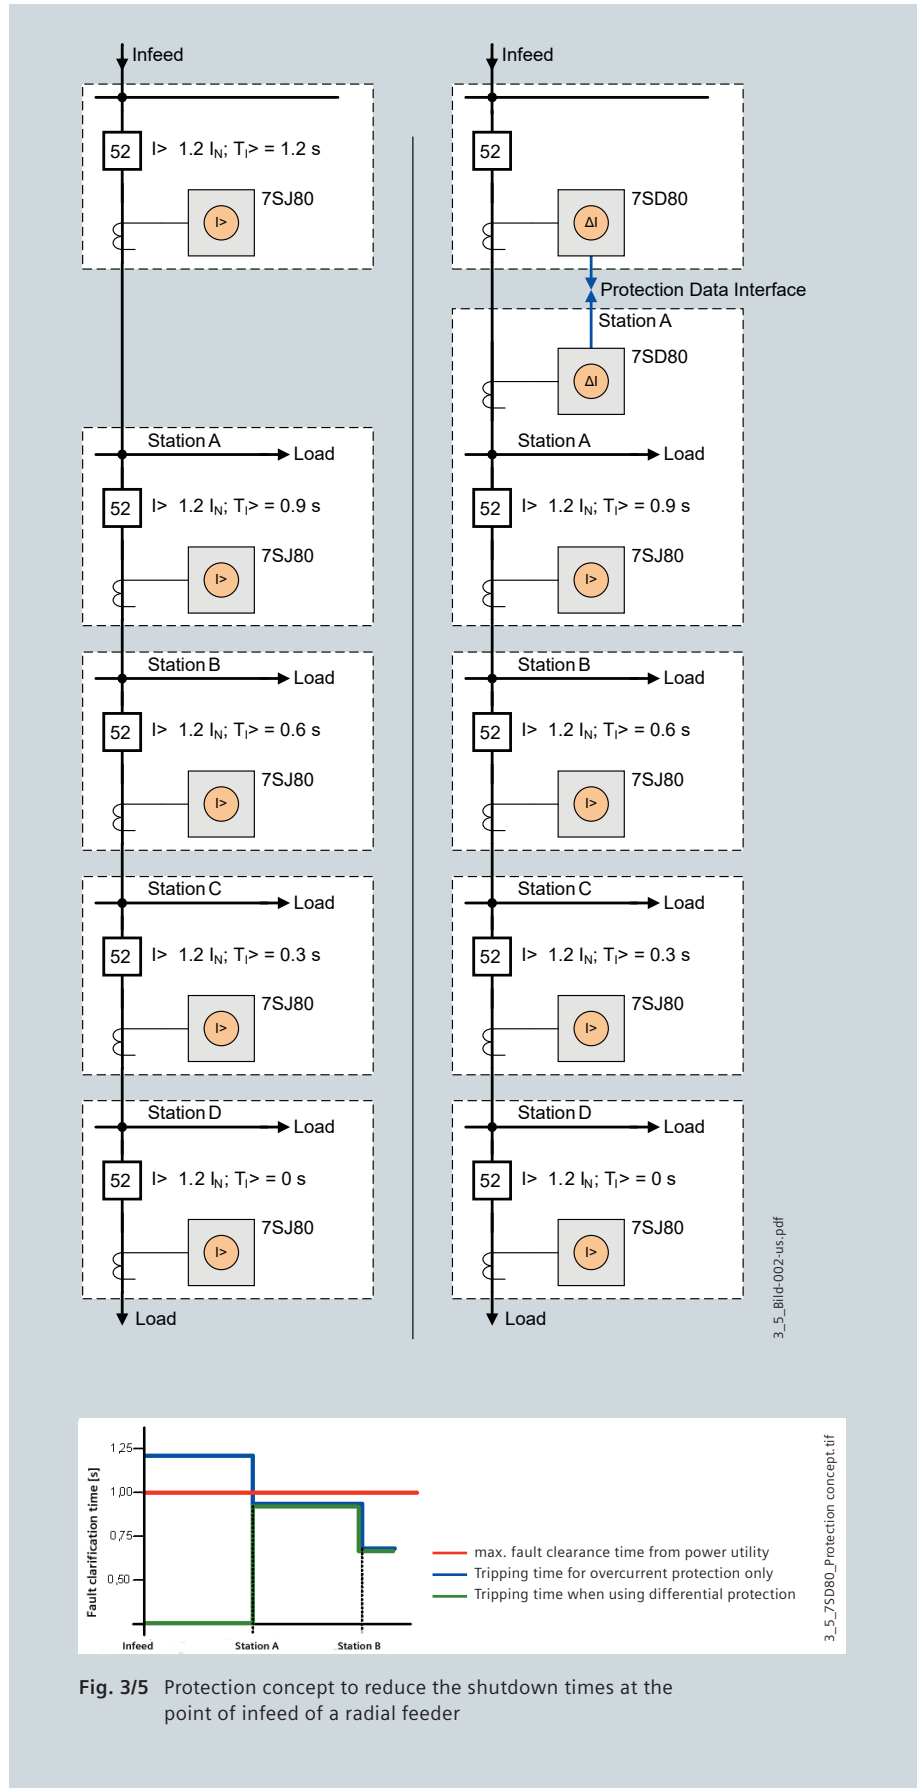 Infeed
52
I> 1.2 IN; TI> = 1.2 s
7SJ80
I>
Station A
Load
52
I> 1.2 IN; TI> = 0.9 s
7SJ80
I>
Station B
Load
52
I> 1.2 IN; TI> = 0.6 s
7SJ80
I>
Station C
Load
52
I> 1.2 IN; TI> = 0.3 s
7SJ80
I>
Station D
Load
52
I> 1.2 IN; TI> = 0 s
7SJ80
I>
Load
Infeed
52
7SD80
ΔI
Protection Data Interface
Station A
7SD80
ΔI
Station A
Load
52
I> 1.2 IN; TI> = 0.9 s
7SJ80
I>
Station B
Load
52
I> 1.2 IN; TI> = 0.6 s
7SJ80
I>
Station C
Load
52
I> 1.2 IN; TI> = 0.3 s
7SJ80
I>
Station D
Load
52
I> 1.2 IN; TI> = 0 s
7SJ80
I>
Load
3_5_Bild-002-us.pdf
Fault clarification time [s]
1,25
1,00
0,75
0,50
Infeed
Station A
Station B
max. fault clearance time from power utility
Tripping time for overcurrent protection only
Tripping time when using differential protection
3_5_7SD80_Protection concept.tif
Fig. 3/5 Protection concept to reduce the shutdown times at the
point of infeed of a radial feeder